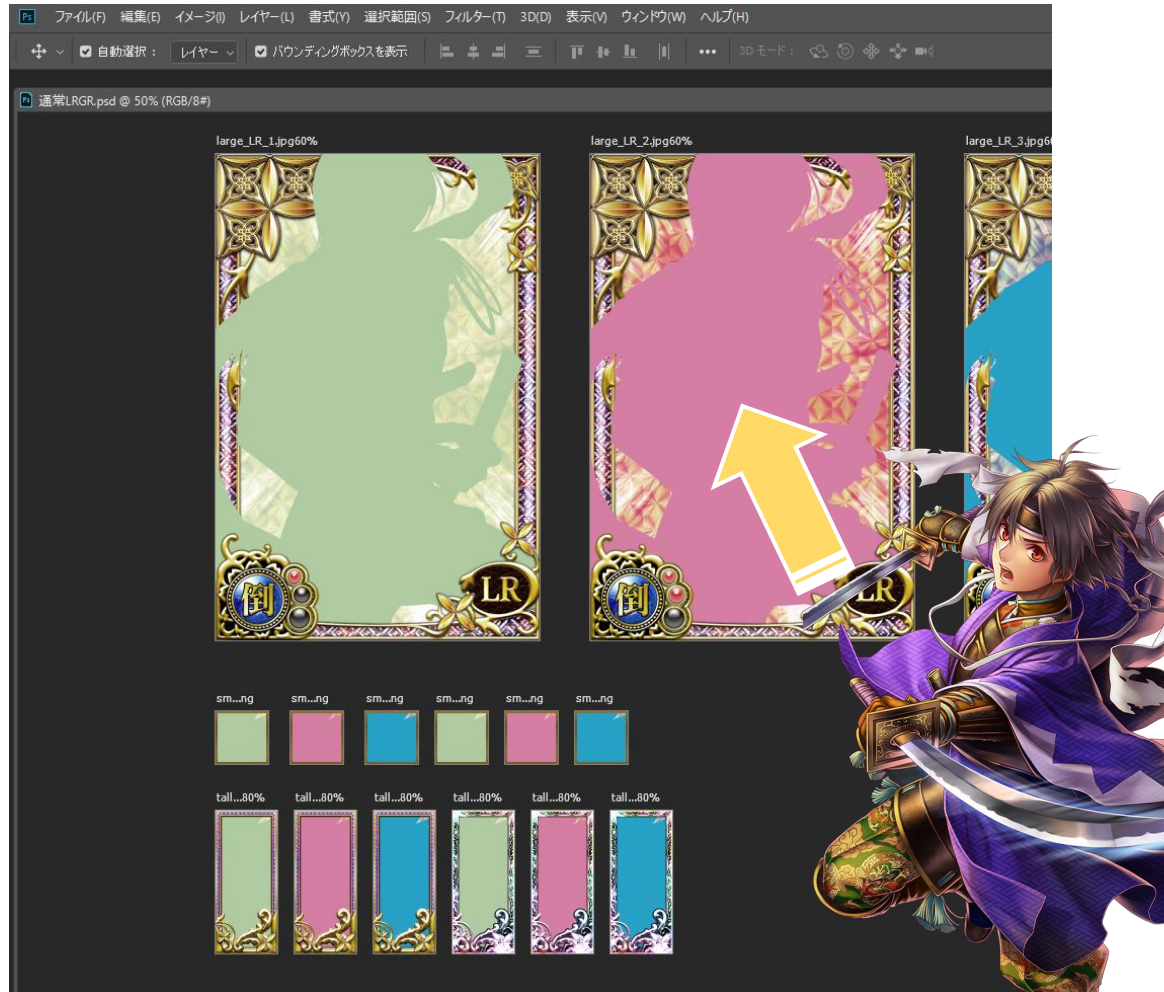 Ps ファイル(F) 編集(E) イメージ(I) レイヤー(L) 書式(Y) 選択範囲(S) フィルター(T) 3D(D) 表示(V) ウィンドウ(W) ヘルプ(H)
自動選択： レイヤー バウンディングボックスを表示 ••• 3D モード：
Ps 通常LRGR.psd @ 50% (RGB/8#)
large_LR_1.jpg60% large_LR_2.jpg60% large_LR_3.jpg60
倒 LR 倒 LR
sm...ng sm...ng sm...ng sm...ng sm...ng sm...ng
tall...80% tall...80% tall...80% tall...80% tall...80% tall...80%